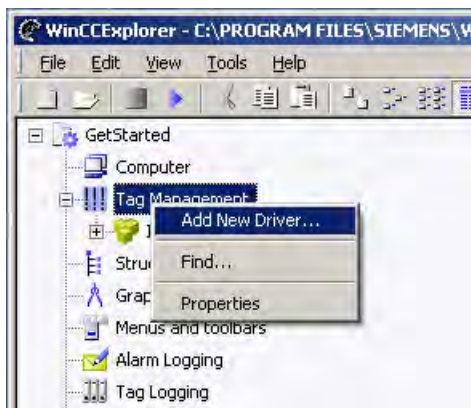 WinCCExplorer - C:\PROGRAM FILES\SIEMENS\
File Edit View Tools Help
GetStarted
Computer
Tag Management
Add New Driver...
Find...
Properties
Menus and toolbars
Alarm Logging
Tag Logging